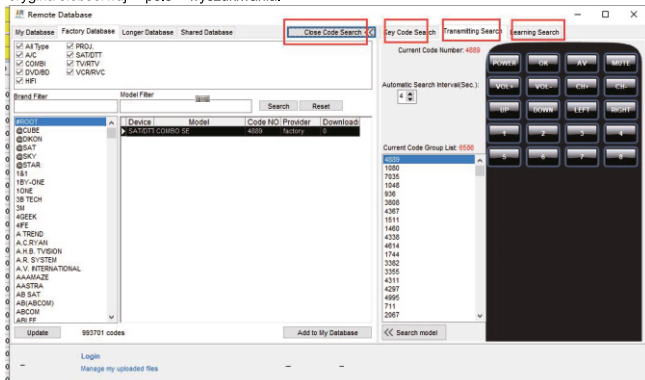 Remote Database
My Database Factory Database Longer Database Shared Database Close Code Search <<
Key Code Search Transmitting Search Learning Search
All Type PROJ.
A/C SAT/DTT
COMBI TV/RTV
DVD/BD VCR/RVC
HIFI
Brand Filter Model Filter
Search Reset
#ROOT
@CUBE
@DIKON
@SAT
@SKY
@STAR
1&1
1BY-ONE
1ONE
3B TECH
3M
4GEEK
4IFE
A TREND
A.C.RYAN
A.H.B. TVISION
A.R. SYSTEM
A.V. INTERNATIONAL
AAAMAZE
AASTRA
AB SAT
AB(ABCOM)
ABCOM
ABLEE
Device Model Code NO Provider Download
SAT/DTT COMBO SE 4889 factory 0
Update 993701 codes Add to My Database
Current Code Number: 4889
Automatic Search Interval(Sec.):
4
Current Code Group List: 6586
4889
1080
7035
1048
936
3808
4367
1511
1460
4338
4614
1744
3382
3355
4311
4297
4995
711
2067
<< Search model
POWER OK AV MUTE
VOL+ VOL- CH+ CH-
UP DOWN LEFT RIGHT
1 2 3 4
5 6 7 8
Login
Manage my uploaded files